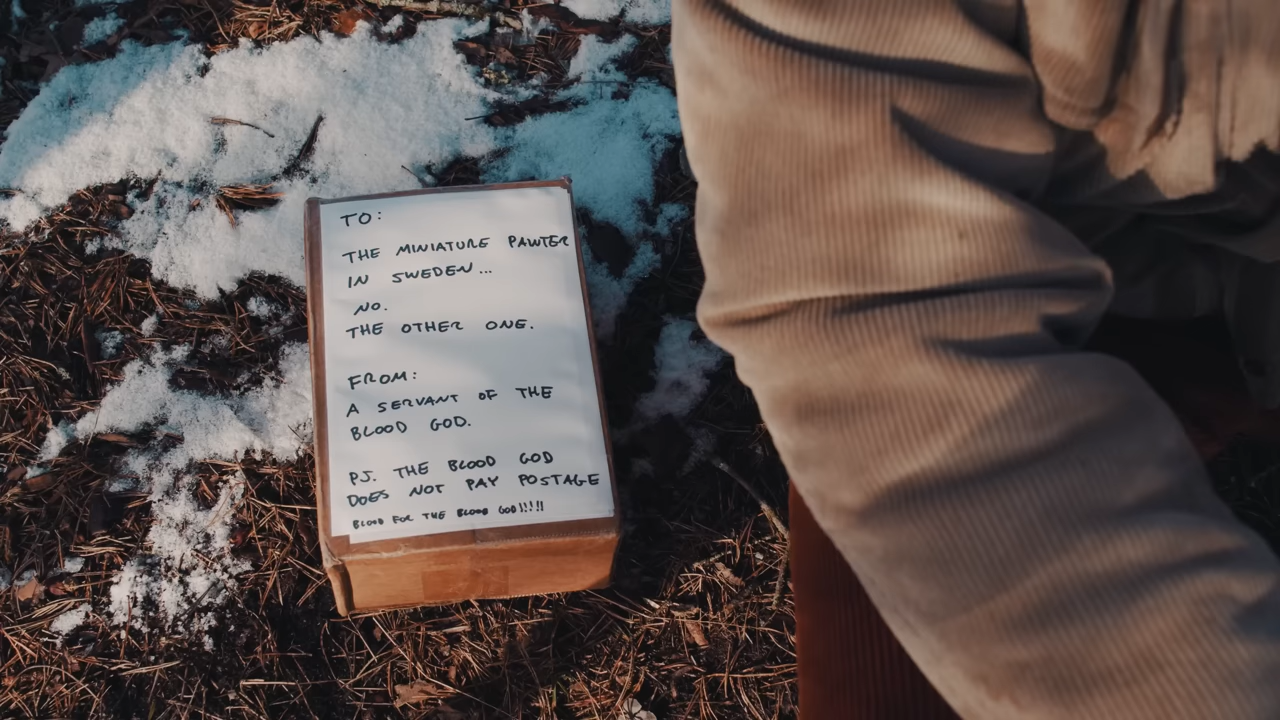 TO:
THE MINIATURE PAINTER
IN SWEDEN...
NO.
THE OTHER ONE.
FROM:
A SERVANT OF THE
BLOOD GOD.
PS. THE BLOOD GOD
DOES NOT PAY POSTAGE
BLOOD FOR THE BLOOD GOD!!!!!